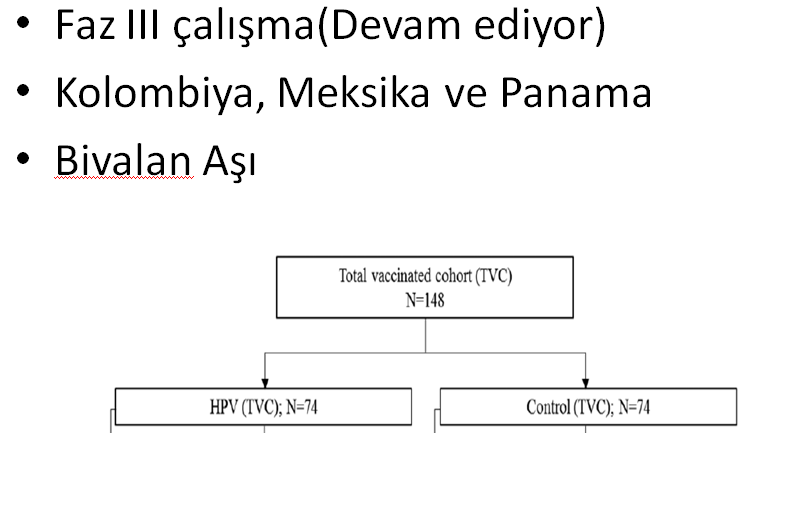 • Faz III çalışma(Devam ediyor)
• Kolombiya, Meksika ve Panama
• Bivalan Aşı
Total vaccinated cohort (TVC)
N=148
HPV (TVC); N=74
Control (TVC); N=74